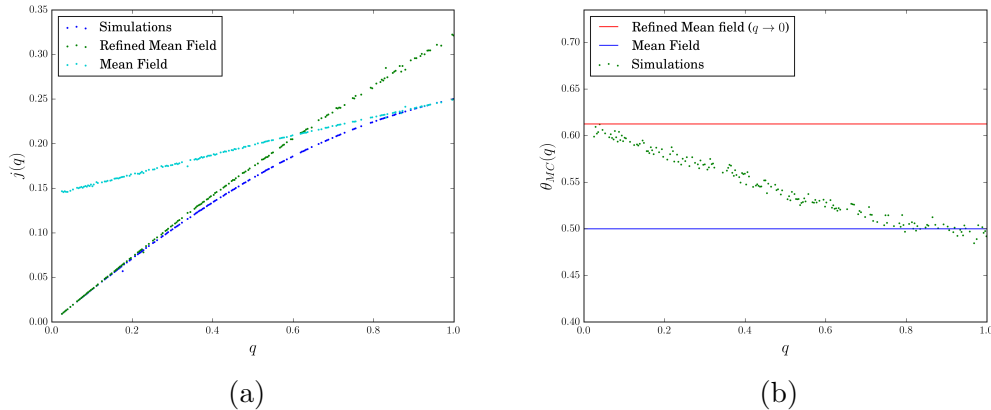 0.35
0.30
0.25
0.20
0.15
0.10
0.05
0.00
j(q)
0.0 0.2 0.4 0.6 0.8 1.0
q
Simulations
Refined Mean Field
Mean Field
(a)
0.70
0.65
0.60
0.55
0.50
0.45
0.40
θ_MC(q)
0.0 0.2 0.4 0.6 0.8 1.0
q
Refined Mean field (q → 0)
Mean Field
Simulations
(b)